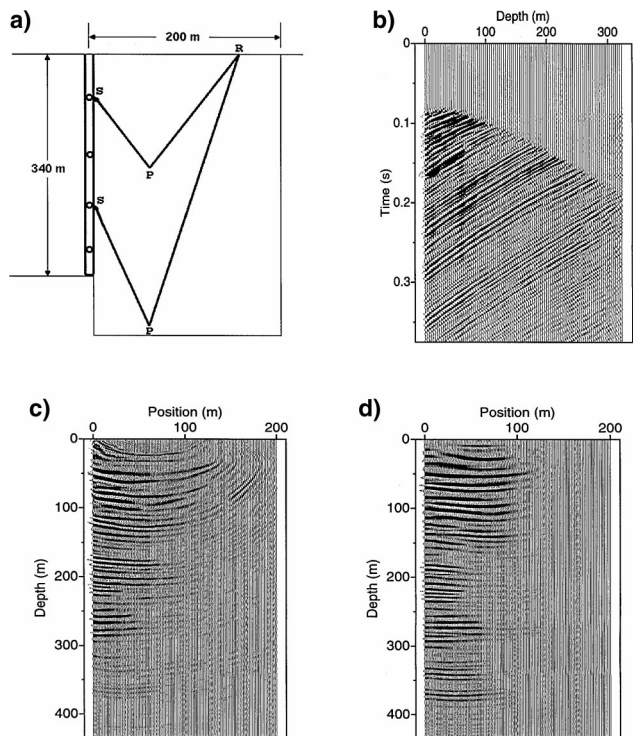 a)
200 m
R
S
P
340 m
S
P
b)
Depth (m)
0 100 200 300
0
0.1
0.2
0.3
Time (s)
c)
Position (m)
0 100 200
0
100
200
300
400
Depth (m)
d)
Position (m)
0 100 200
0
100
200
300
400
Depth (m)